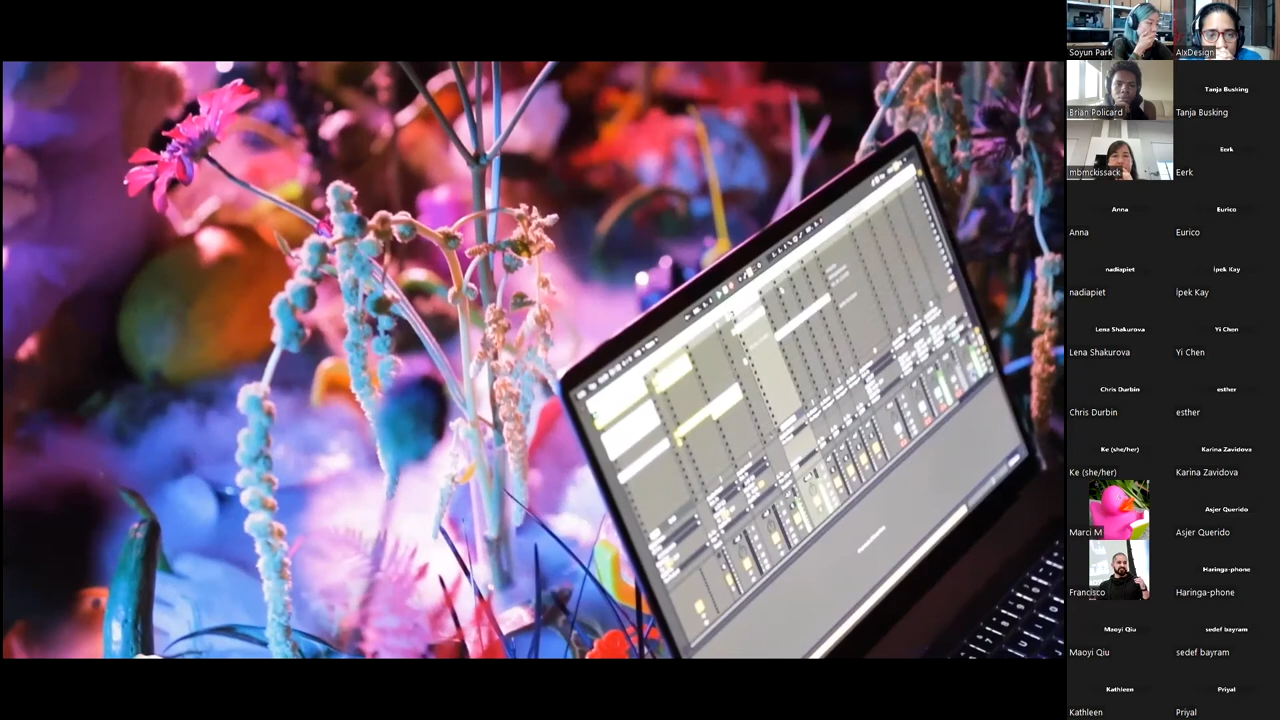 Soyun Park
AIxDesign
Brian Policard
Tanja Busking
Tanja Busking
mbmckissack
Eerk
Eerk
Anna
Anna
Eurico
Eurico
nadiapiet
nadiapiet
İpek Kay
İpek Kay
Lena Shakurova
Lena Shakurova
Yi Chen
Yi Chen
Chris Durbin
Chris Durbin
esther
esther
Ke (she/her)
Ke (she/her)
Karina Zavidova
Karina Zavidova
Marci M
Asjer Querido
Asjer Querido
Francisco
Haringa-phone
Haringa-phone
Maoyi Qiu
Maoyi Qiu
sedef bayram
sedef bayram
Kathleen
Kathleen
Priyal
Priyal